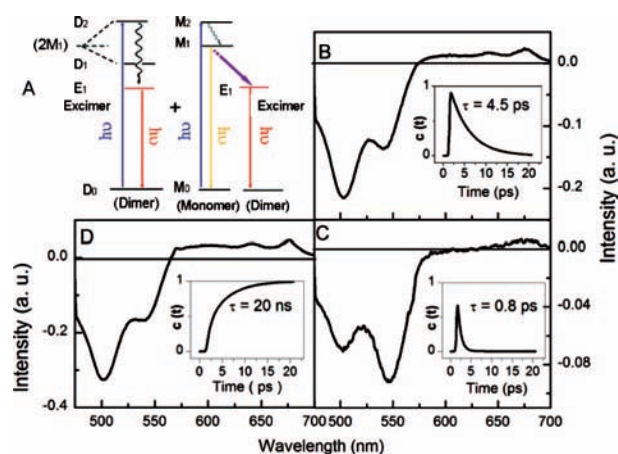 A
D₂
(2M₁)
D₁
E₁
Excimer
hυ
hυ
D₀
(Dimer)
+
M₂
M₁
E₁
Excimer
hυ
hυ
M₀
(Monomer) (Dimer)
B
0.0
-0.1
-0.2
Intensity (a. u.)
c (t)
1
0
τ = 4.5 ps
0 5 10 15 20
Time (ps)
D
0.0
-0.2
-0.4
Intensity (a. u.)
c (t)
1
0
τ = 20 ns
0 5 10 15 20
Time ( ps )
500 550 600 650 700
C
0.00
-0.04
-0.08
Intensity (a. u.)
c (t)
1
0
τ = 0.8 ps
0 5 10 15 20
Time (ps)
500 550 600 650 700
Wavelength (nm)